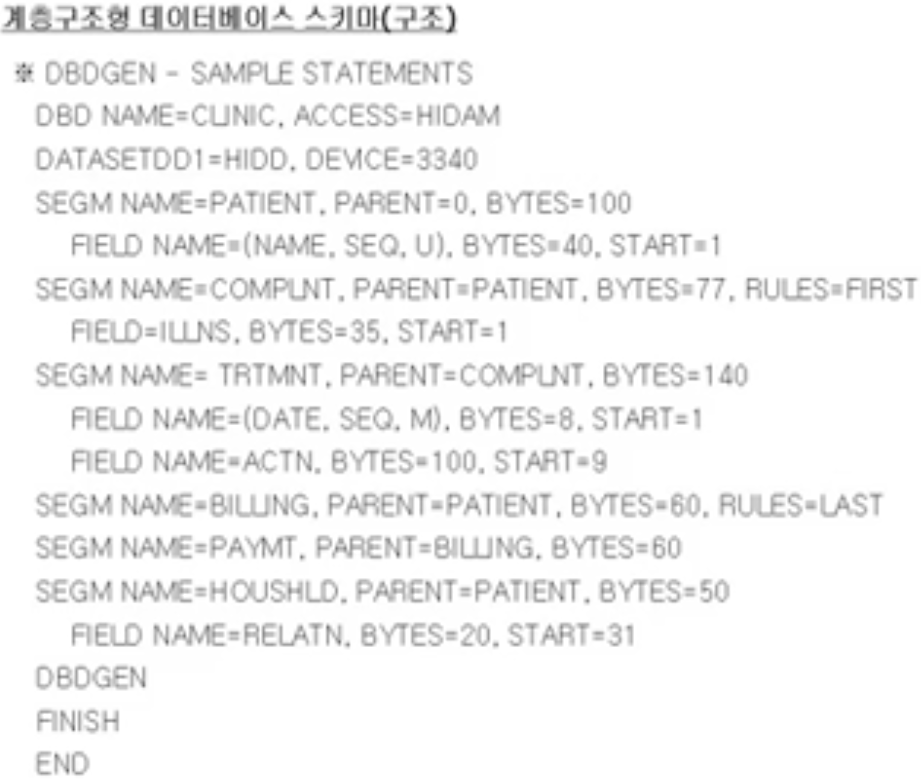 계층구조형 데이터베이스 스키마(구조)
※ DBDGEN - SAMPLE STATEMENTS
DBD NAME=CLINIC, ACCESS=HIDAM
DATASETDD1=HIDD, DEVICE=3340
SEGM NAME=PATIENT, PARENT=0, BYTES=100
FIELD NAME=(NAME, SEQ, U), BYTES=40, START=1
SEGM NAME=COMPLNT, PARENT=PATIENT, BYTES=77, RULES=FIRST
FIELD=ILLNS, BYTES=35, START=1
SEGM NAME= TRTMNT, PARENT=COMPLNT, BYTES=140
FIELD NAME=(DATE, SEQ, M), BYTES=8, START=1
FIELD NAME=ACTN, BYTES=100, START=9
SEGM NAME=BILLING, PARENT=PATIENT, BYTES=60, RULES=LAST
SEGM NAME=PAYMT, PARENT=BILLING, BYTES=60
SEGM NAME=HOUSHLD, PARENT=PATIENT, BYTES=50
FIELD NAME=RELATN, BYTES=20, START=31
DBDGEN
FINISH
END